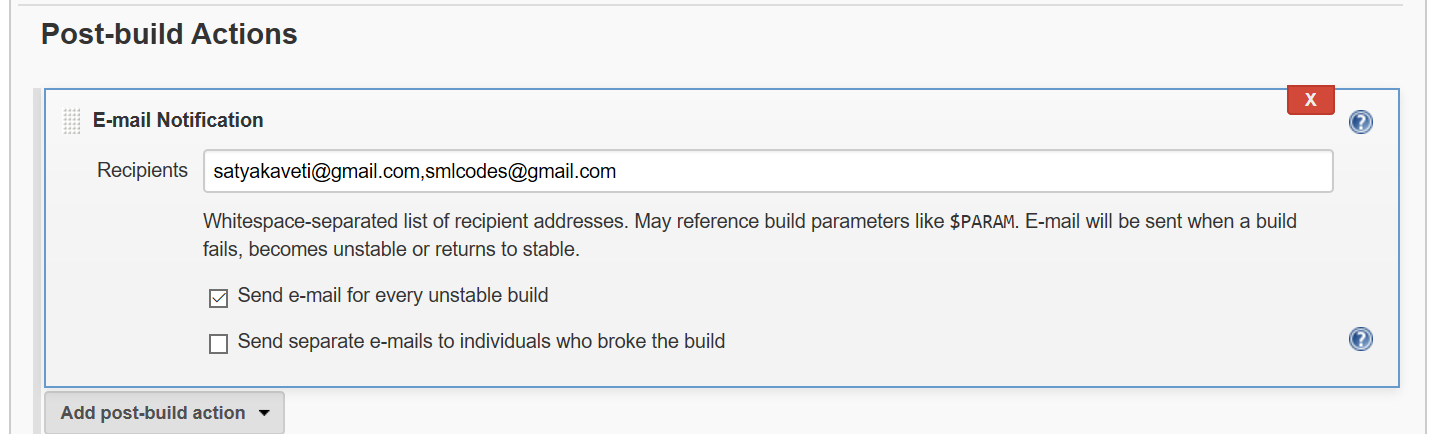 Post-build Actions
X
E-mail Notification
?
Recipients satyakaveti@gmail.com,smlcodes@gmail.com
Whitespace-separated list of recipient addresses. May reference build parameters like $PARAM. E-mail will be sent when a build
fails, becomes unstable or returns to stable.
Send e-mail for every unstable build
Send separate e-mails to individuals who broke the build
?
Add post-build action